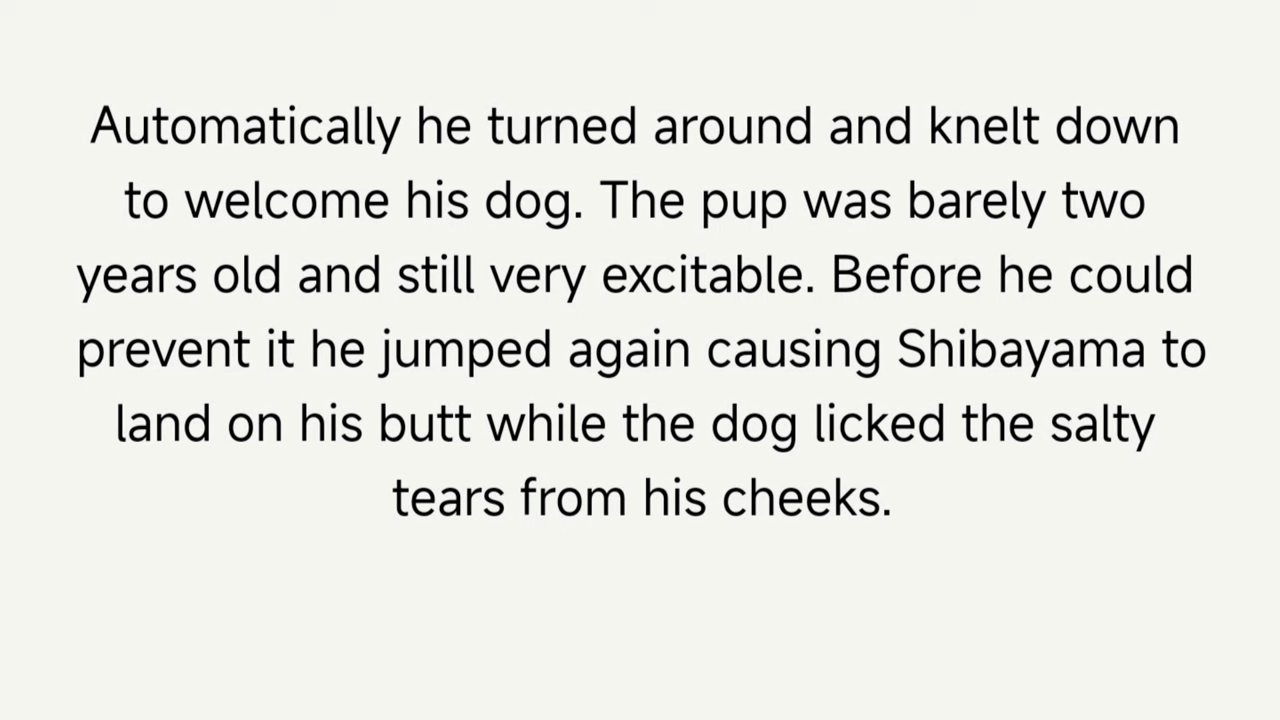 Automatically he turned around and knelt down
to welcome his dog. The pup was barely two
years old and still very excitable. Before he could
prevent it he jumped again causing Shibayama to
land on his butt while the dog licked the salty
tears from his cheeks.